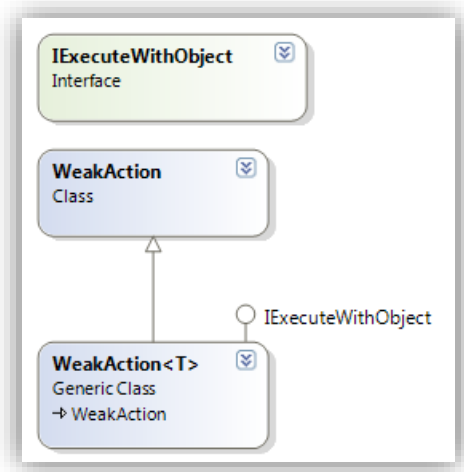 IExecuteWithObject
Interface
WeakAction
Class
IExecuteWithObject
WeakAction<T>
Generic Class
→ WeakAction